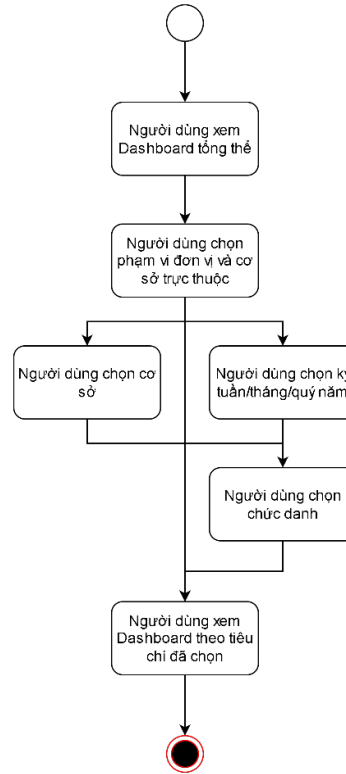 Người dùng xem
Dashboard tổng thể
Người dùng chọn
phạm vi đơn vị và cơ
sở trực thuộc
Người dùng chọn cơ
sở
Người dùng chọn kỳ
tuần/tháng/quý năm
Người dùng chọn
chức danh
Người dùng xem
Dashboard theo tiêu
chí đã chọn